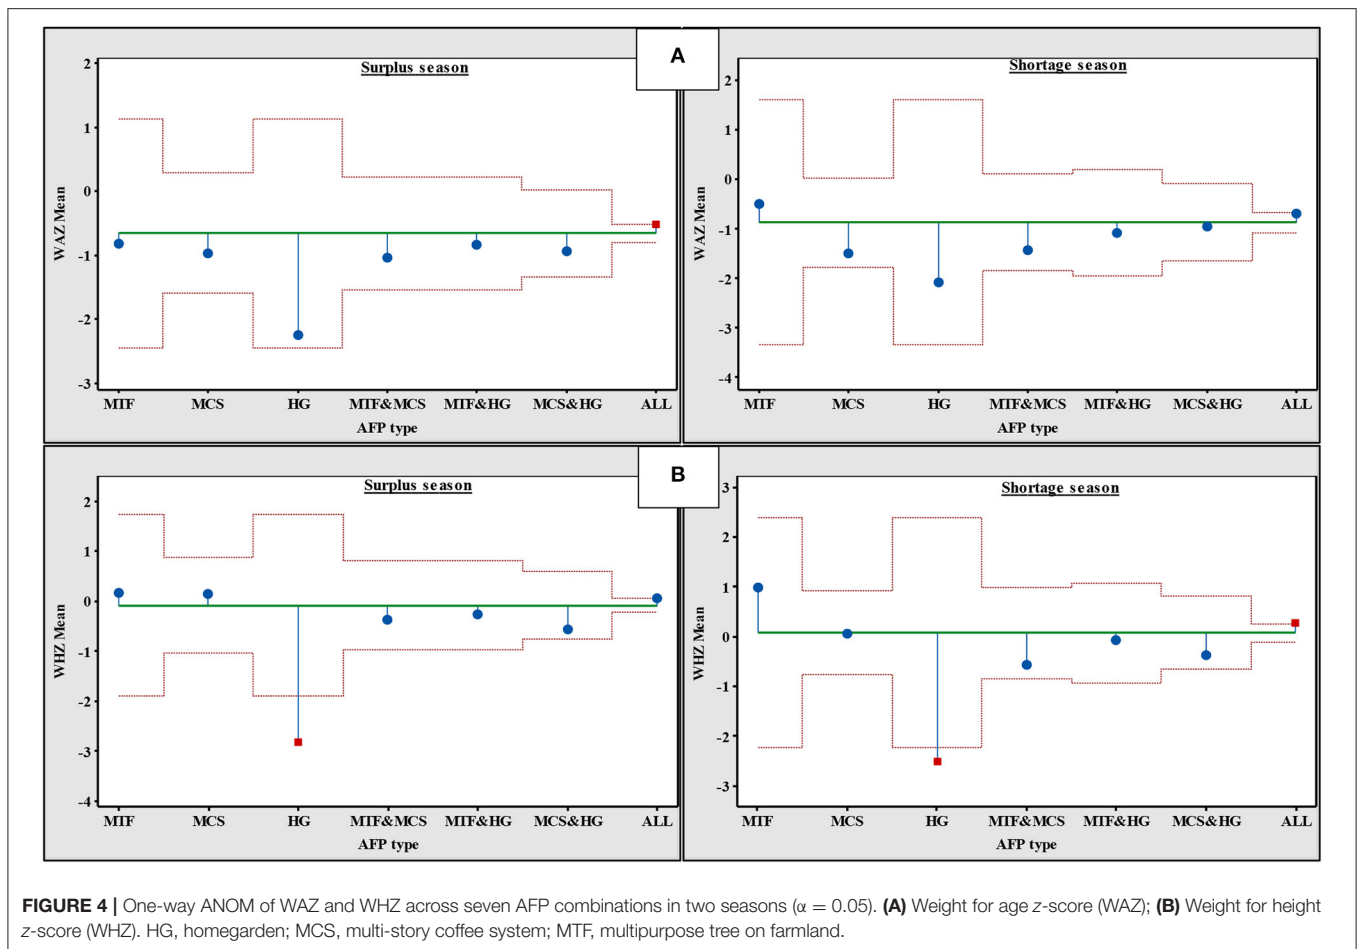 A
Surplus season
2
1
0
-1
-2
-3
WAZ Mean
MTF MCS HG MTF&MCS MTF&HG MCS&HG ALL
AFP type
Shortage season
2
1
0
-1
-2
-3
-4
WAZ Mean
MTF MCS HG MTF&MCS MTF&HG MCS&HG ALL
AFP type
B
Surplus season
2
1
0
-1
-2
-3
-4
WHZ Mean
MTF MCS HG MTF&MCS MTF&HG MCS&HG ALL
AFP type
Shortage season
3
2
1
0
-1
-2
-3
WHZ Mean
MTF MCS HG MTF&MCS MTF&HG MCS&HG ALL
AFP type
FIGURE 4 | One-way ANOM of WAZ and WHZ across seven AFP combinations in two seasons (α = 0.05). (A) Weight for age z-score (WAZ); (B) Weight for height
z-score (WHZ). HG, homegarden; MCS, multi-story coffee system; MTF, multipurpose tree on farmland.